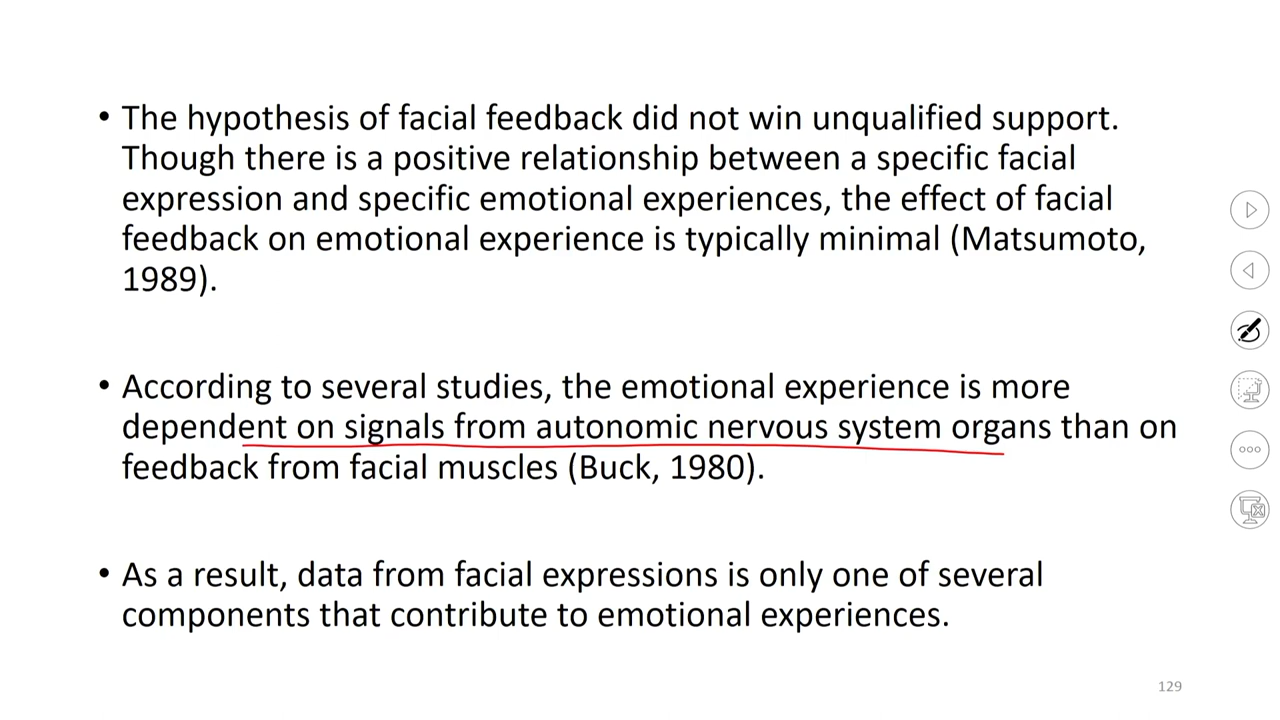 • The hypothesis of facial feedback did not win unqualified support.
Though there is a positive relationship between a specific facial
expression and specific emotional experiences, the effect of facial
feedback on emotional experience is typically minimal (Matsumoto,
1989).
• According to several studies, the emotional experience is more
dependent on signals from autonomic nervous system organs than on
feedback from facial muscles (Buck, 1980).
• As a result, data from facial expressions is only one of several
components that contribute to emotional experiences.
129